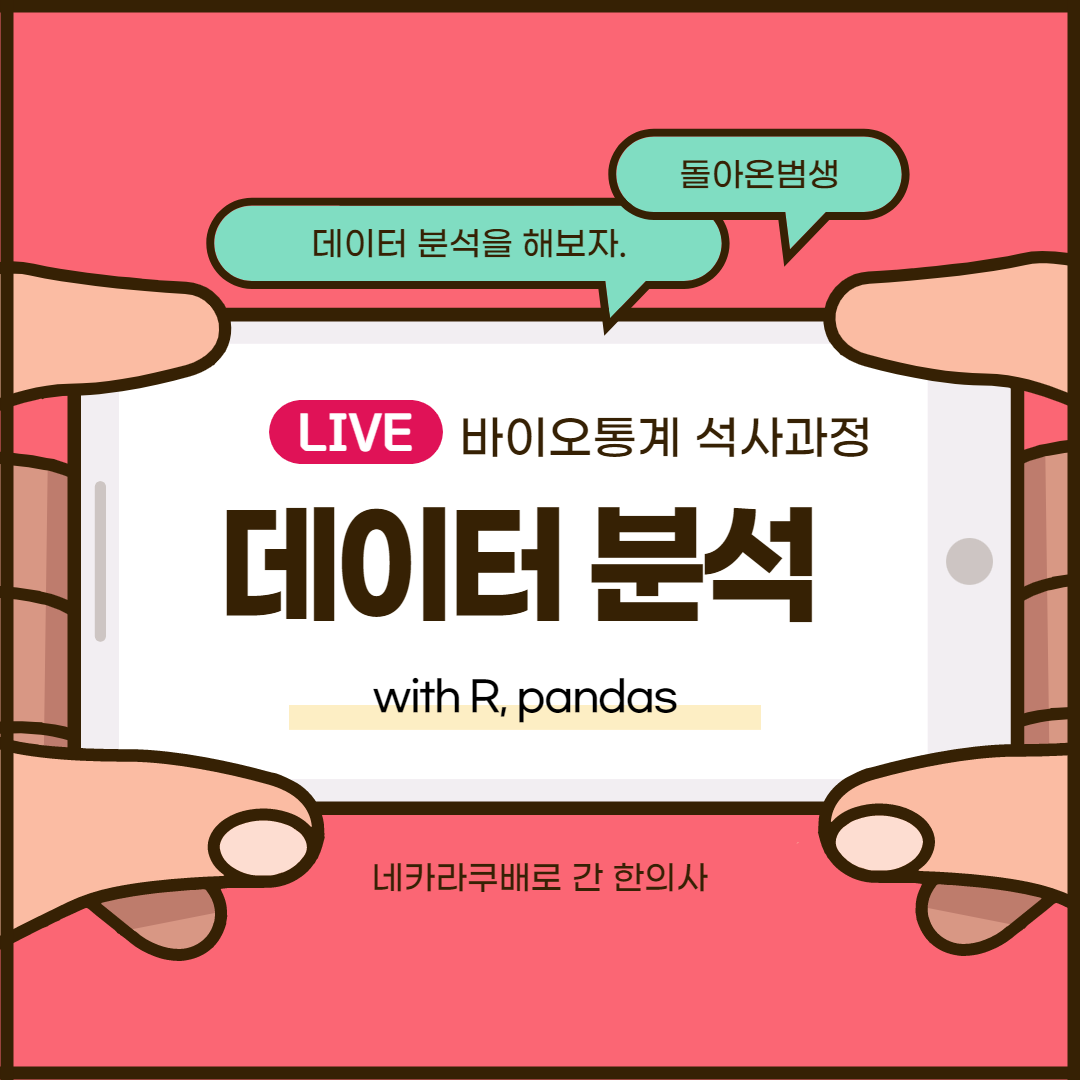 돌아온범생
데이터 분석을 해보자.
LIVE 바이오통계 석사과정
데이터 분석
with R, pandas
네카라쿠배로 간 한의사